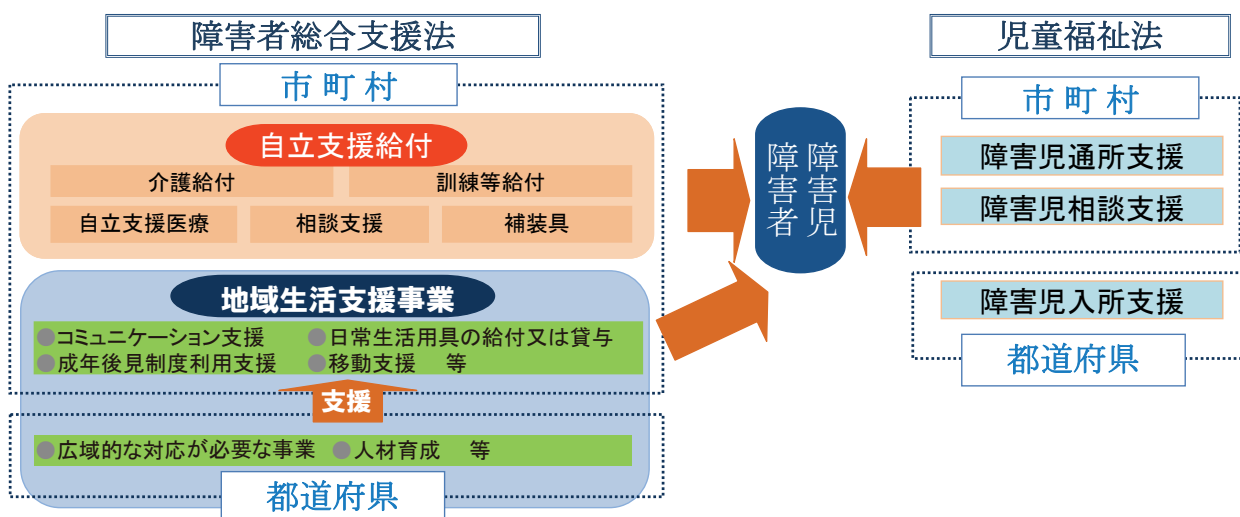 障害者総合支援法
市町村
自立支援給付
介護給付
訓練等給付
自立支援医療
相談支援
補装具
地域生活支援事業
●コミュニケーション支援 ●日常生活用具の給付又は貸与
●成年後見制度利用支援 ●移動支援 等
支援
●広域的な対応が必要な事業 ●人材育成 等
都道府県
障害児
障害者
児童福祉法
市町村
障害児通所支援
障害児相談支援
障害児入所支援
都道府県